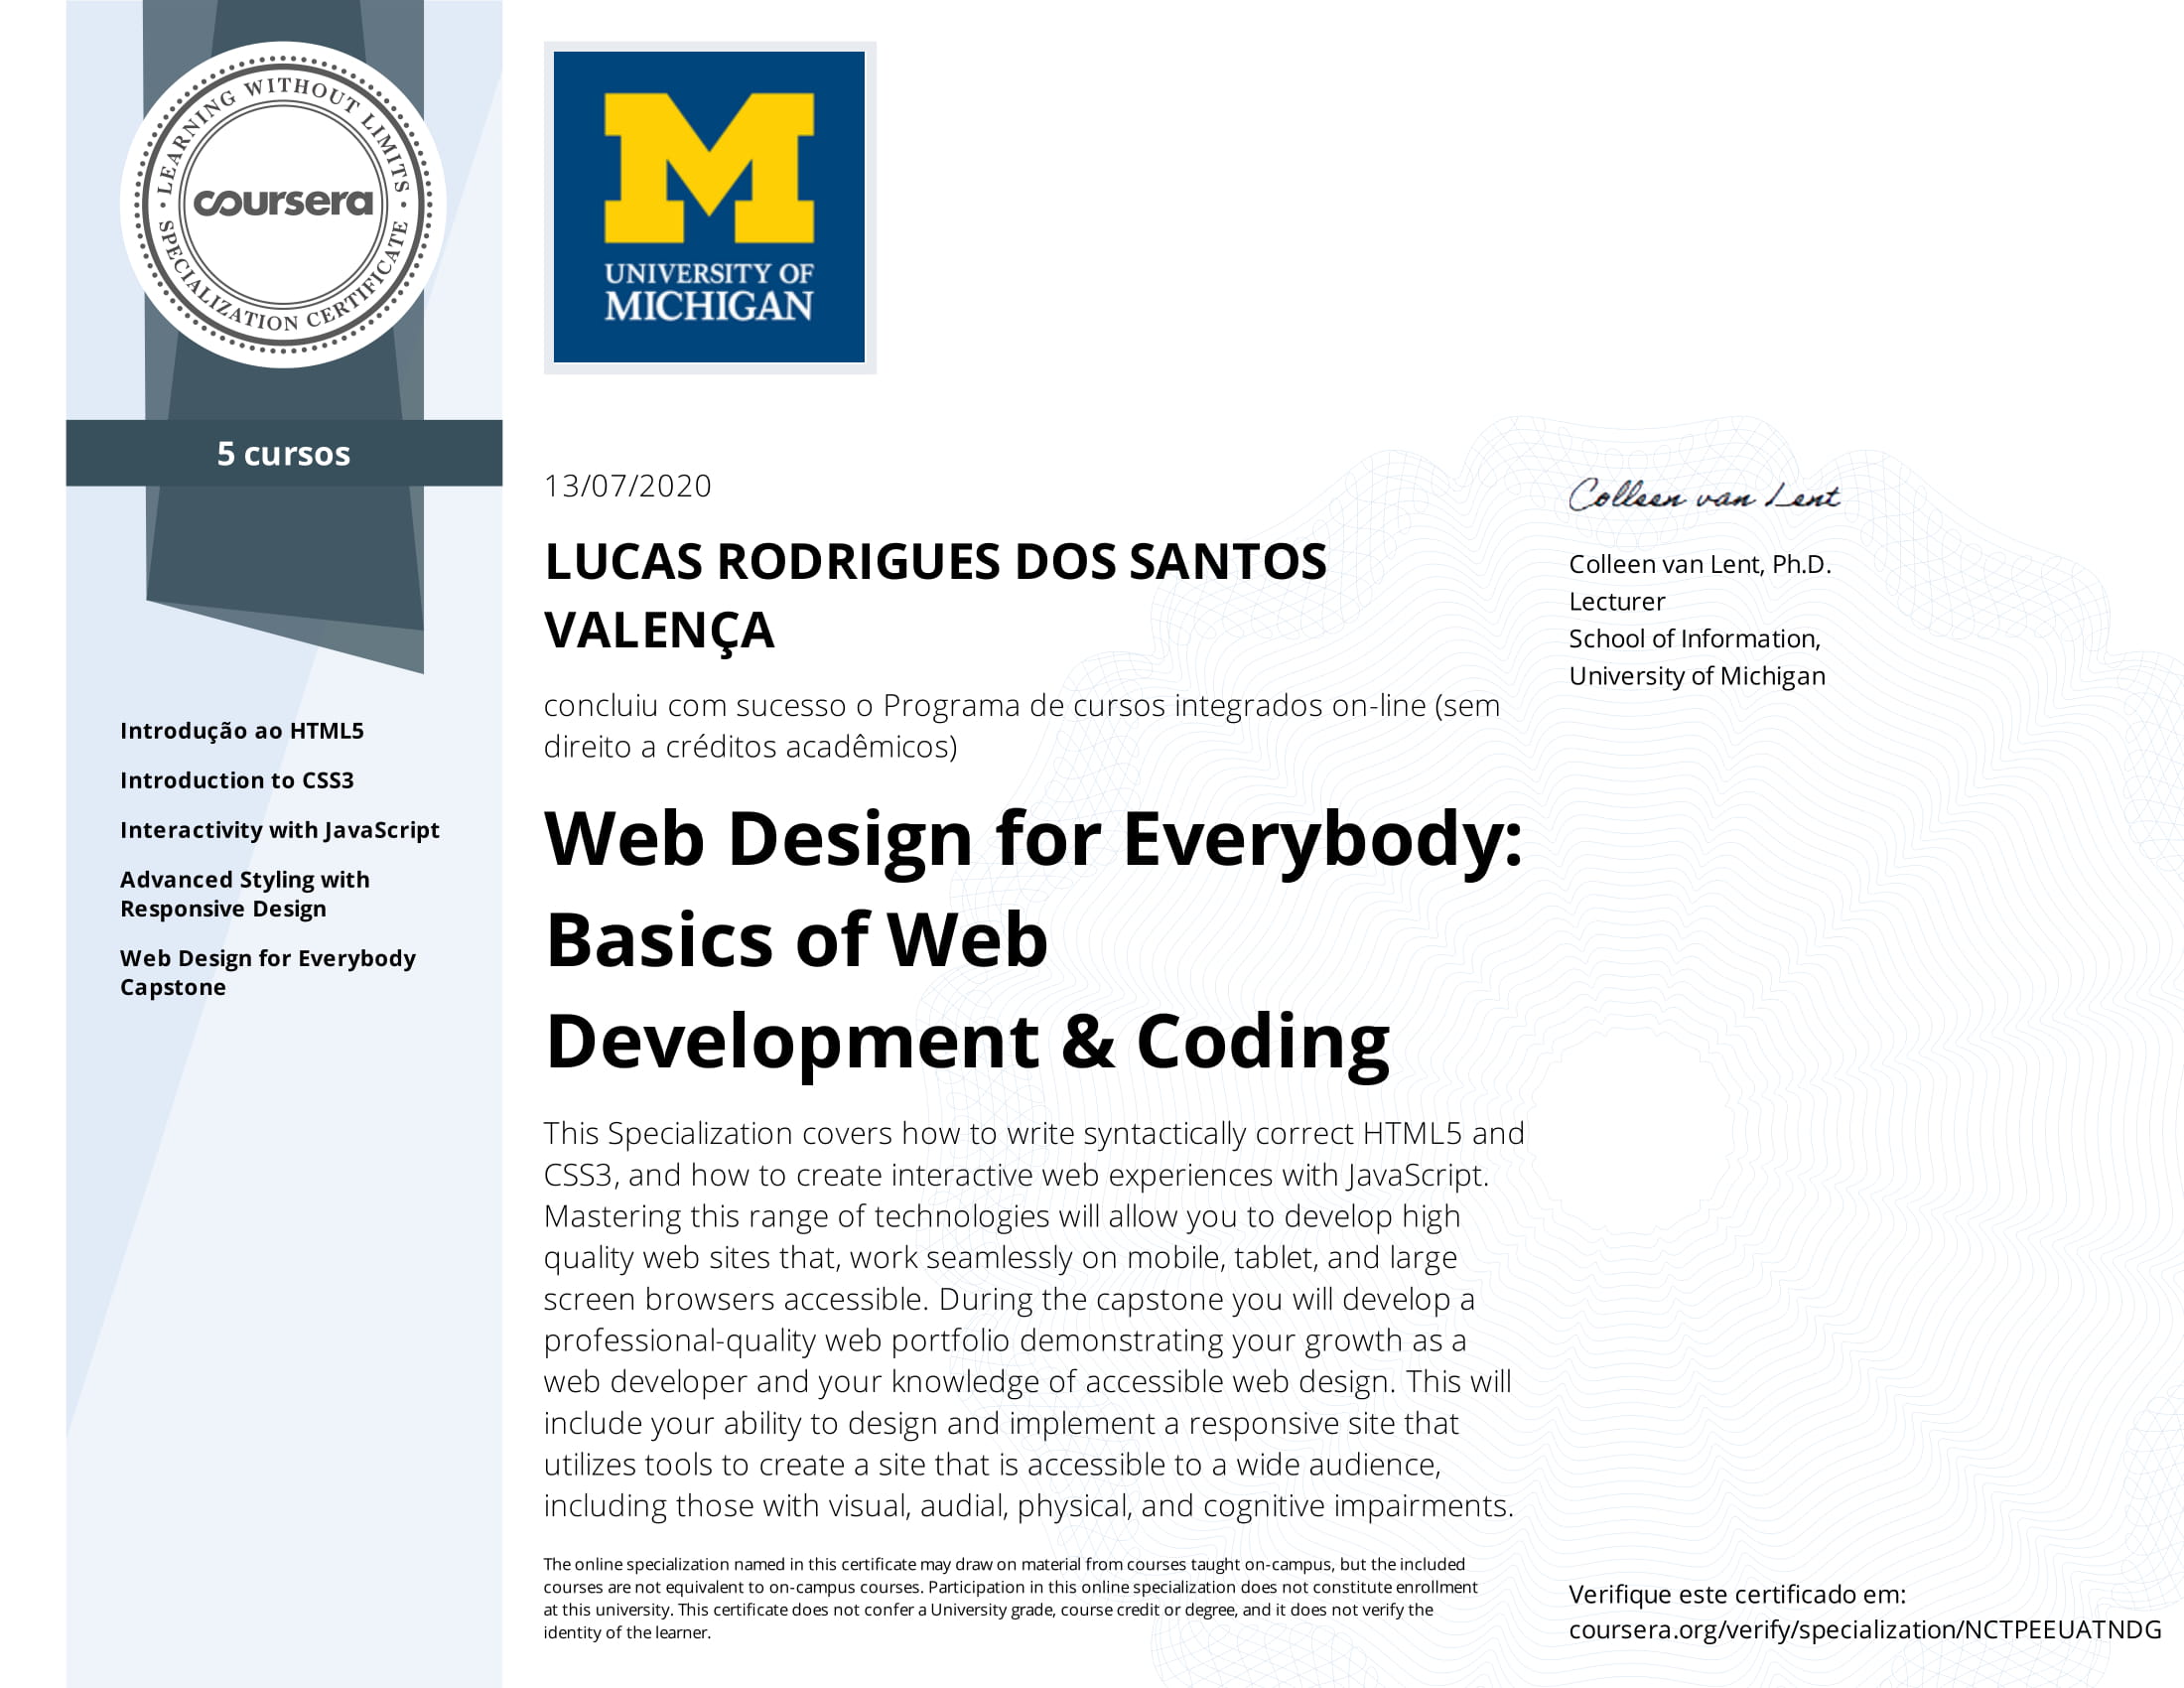 LEARNING WITHOUT LIMITS
coursera
SPECIALIZATION CERTIFICATE
5 cursos
Introdução ao HTML5
Introduction to CSS3
Interactivity with JavaScript
Advanced Styling with
Responsive Design
Web Design for Everybody
Capstone
UNIVERSITY OF
MICHIGAN
13/07/2020
LUCAS RODRIGUES DOS SANTOS
VALENÇA
concluiu com sucesso o Programa de cursos integrados on-line (sem
direito a créditos acadêmicos)
Web Design for Everybody:
Basics of Web
Development & Coding
This Specialization covers how to write syntactically correct HTML5 and
CSS3, and how to create interactive web experiences with JavaScript.
Mastering this range of technologies will allow you to develop high
quality web sites that, work seamlessly on mobile, tablet, and large
screen browsers accessible. During the capstone you will develop a
professional-quality web portfolio demonstrating your growth as a
web developer and your knowledge of accessible web design. This will
include your ability to design and implement a responsive site that
utilizes tools to create a site that is accessible to a wide audience,
including those with visual, audial, physical, and cognitive impairments.
The online specialization named in this certificate may draw on material from courses taught on-campus, but the included
courses are not equivalent to on-campus courses. Participation in this online specialization does not constitute enrollment
at this university. This certificate does not confer a University grade, course credit or degree, and it does not verify the
identity of the learner.
Colleen van Lent
Colleen van Lent, Ph.D.
Lecturer
School of Information,
University of Michigan
Verifique este certificado em:
coursera.org/verify/specialization/NCTPEEUATNDG